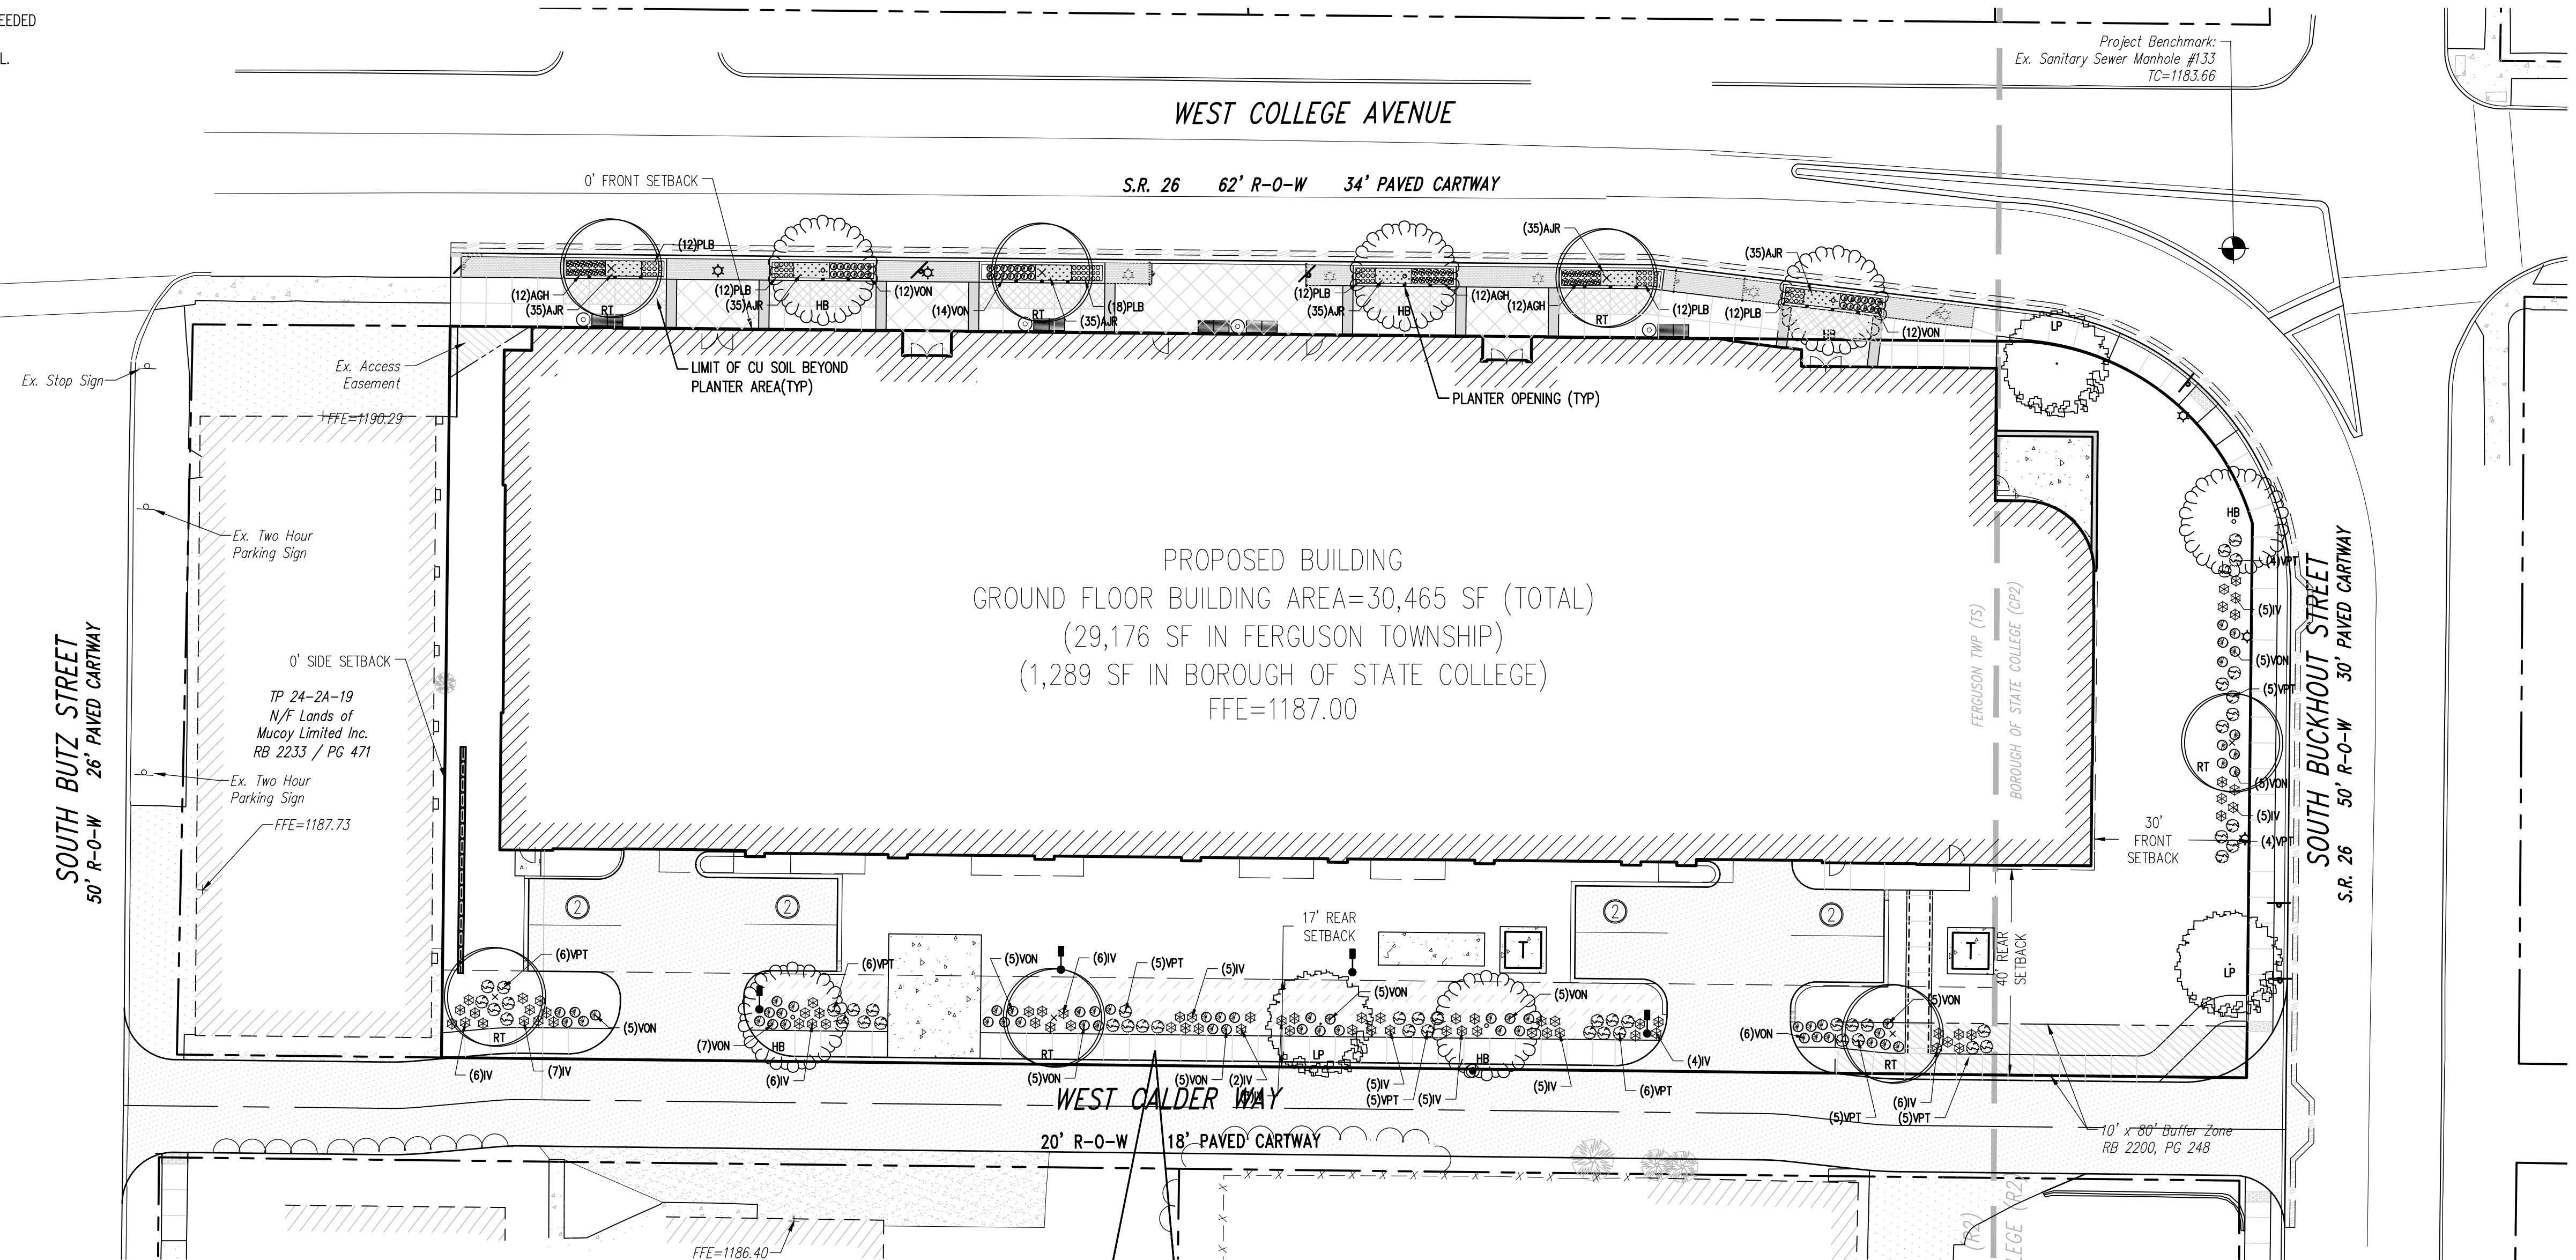 EEDED
L.
Project Benchmark:
Ex. Sanitary Sewer Manhole #133
TC=1183.66
WEST COLLEGE AVENUE
0' FRONT SETBACK
S.R. 26 62' R-O-W 34' PAVED CARTWAY
(12)PLB
(35)AJR
(35)AJR
(12)AGH
(35)AJR
RT
(12)PLB
(35)AJR
HB
(12)VON
(14)VON
RT
(18)PLB
(35)AJR
(12)PLB
(35)AJR
HB
(12)AGH
(12)AGH
RT
(12)PLB
(12)PLB
HB
(12)VON
LP
Ex. Stop Sign
Ex. Access
Easement
LIMIT OF CU SOIL BEYOND
PLANTER AREA(TYP)
PLANTER OPENING (TYP)
FFE=1190.29
Ex. Two Hour
Parking Sign
HB
(4)VPT
(5)IV
(5)VON
(5)VPT
RT
(5)VON
(5)IV
(4)VPT
PROPOSED BUILDING
GROUND FLOOR BUILDING AREA=30,465 SF (TOTAL)
(29,176 SF IN FERGUSON TOWNSHIP)
(1,289 SF IN BOROUGH OF STATE COLLEGE)
FFE=1187.00
FERGUSON TWP (TS)
BOROUGH OF STATE COLLEGE (CP2)
SOUTH BUCKHOUT STREET
S.R. 26 50' R-O-W 30' PAVED CARTWAY
SOUTH BUTZ STREET
50' R-O-W 26' PAVED CARTWAY
0' SIDE SETBACK
TP 24-2A-19
N/F Lands of
Mucoy Limited Inc.
RB 2233 / PG 471
Ex. Two Hour
Parking Sign
FFE=1187.73
30'
FRONT
SETBACK
2
2
2
2
17' REAR
SETBACK
T
T
40' REAR
SETBACK
LP
(6)VPT
(5)VON
RT
(6)IV
(7)IV
(6)VPT
(7)VON
HB
(6)IV
(5)VON
(6)IV
(5)VPT
(5)IV
RT
(5)VON
(5)VON
(2)IV
(5)VON
LP
(5)VON
HB
(5)IV
(5)VPT
(5)IV
(5)IV
(6)VPT
(4)IV
(5)VON
(6)VON
RT
(5)VPT
(6)IV
(5)VPT
WEST CALDER WAY
20' R-O-W 18' PAVED CARTWAY
10' x 80' Buffer Zone
RB 2200, PG 248
FFE=1186.40
(R2)
LEGE (R2)